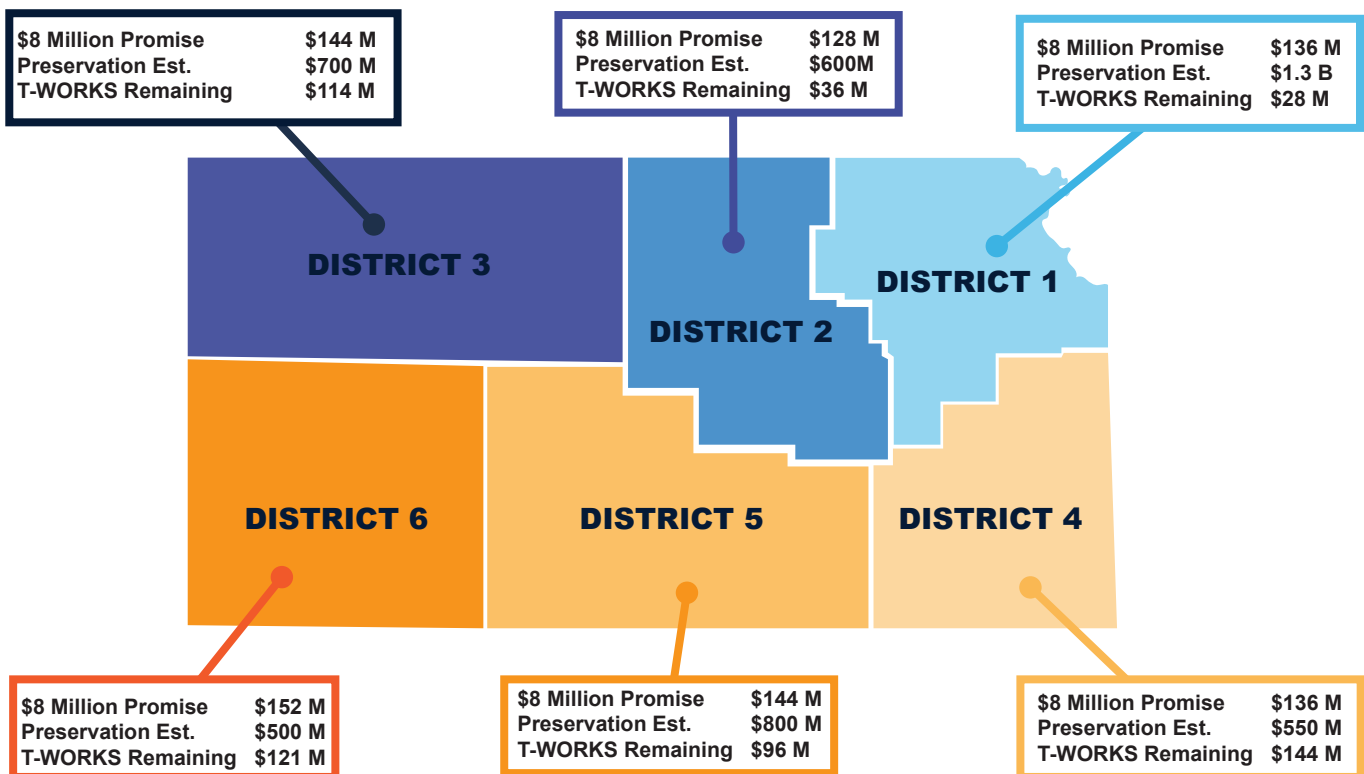 $8 Million Promise $144 M
Preservation Est. $700 M
T-WORKS Remaining $114 M
$8 Million Promise $128 M
Preservation Est. $600M
T-WORKS Remaining $36 M
$8 Million Promise $136 M
Preservation Est. $1.3 B
T-WORKS Remaining $28 M
DISTRICT 3
DISTRICT 2
DISTRICT 1
DISTRICT 6
DISTRICT 5
DISTRICT 4
$8 Million Promise $152 M
Preservation Est. $500 M
T-WORKS Remaining $121 M
$8 Million Promise $144 M
Preservation Est. $800 M
T-WORKS Remaining $96 M
$8 Million Promise $136 M
Preservation Est. $550 M
T-WORKS Remaining $144 M